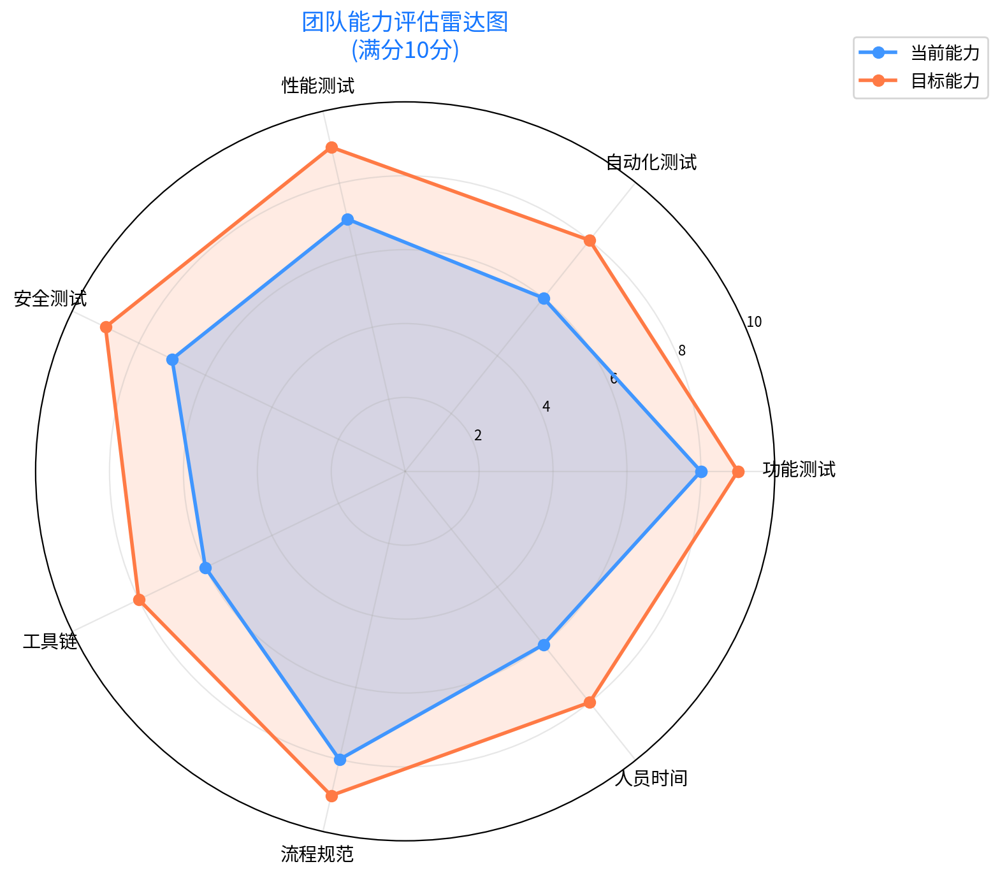 团队能力评估雷达图
(满分10分)
当前能力
目标能力
性能测试
自动化测试
安全测试
10
8
6
4
2
功能测试
工具链
人员时间
流程规范